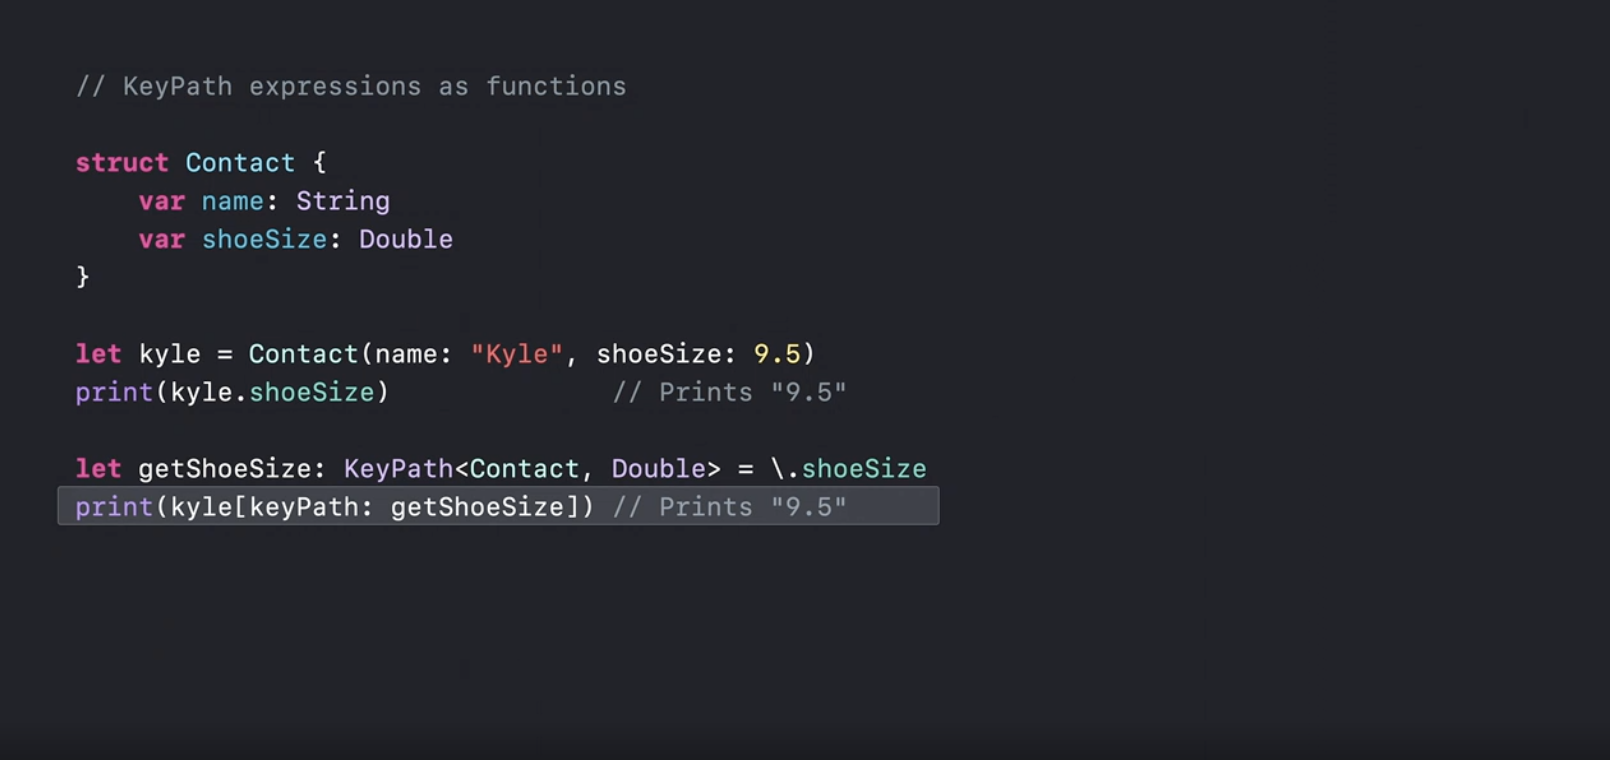 // KeyPath expressions as functions
struct Contact {
    var name: String
    var shoeSize: Double
}
let kyle = Contact(name: "Kyle", shoeSize: 9.5)
print(kyle.shoeSize)              // Prints "9.5"
let getShoeSize: KeyPath<Contact, Double> = \.shoeSize
print(kyle[keyPath: getShoeSize]) // Prints "9.5"